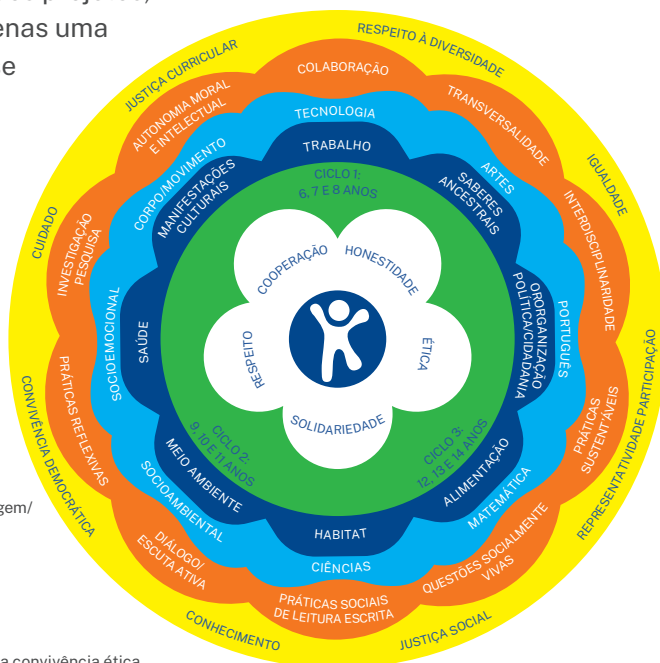 enas uma
JUSTIÇA CURRICULAR
RESPEITO À DIVERSIDADE
IGUALDADE
REPRESENTATIVIDADE PARTICIPAÇÃO
JUSTIÇA SOCIAL
CONHECIMENTO
CONVIVÊNCIA DEMOCRÁTICA
CUIDADO
AUTONOMIA MORAL
E INTELECTUAL
COLABORAÇÃO
TRANSVERSALIDADE
INTERDISCIPLINARIDADE
PRÁTICAS
SUSTENTÁVEIS
QUESTÕES SOCIALMENTE
VIVAS
PRÁTICAS SOCIAIS
DE LEITURA ESCRITA
DIÁLOGO/
ESCUTA ATIVA
PRÁTICAS REFLEXIVAS
INVESTIGAÇÃO
PESQUISA
CORPO/MOVIMENTO
TECNOLOGIA
ARTES
PORTUGUÊS
MATEMÁTICA
CIÊNCIAS
SOCIOAMBIENTAL
SOCIOEMOCIONAL
MANIFESTAÇÕES
CULTURAIS
TRABALHO
SABERES
ANCESTRAIS
ORORGANIZAÇÃO
POLÍTICA/CIDADANIA
ALIMENTAÇÃO
HABITAT
MEIO AMBIENTE
SAÚDE
CICLO 1:
6, 7 E 8 ANOS
CICLO 2:
9, 10 E 11 ANOS
CICLO 3:
12, 13 E 14 ANOS
COOPERAÇÃO
HONESTIDADE
ÉTICA
SOLIDARIEDADE
RESPEITO
gem/
a convivência ética